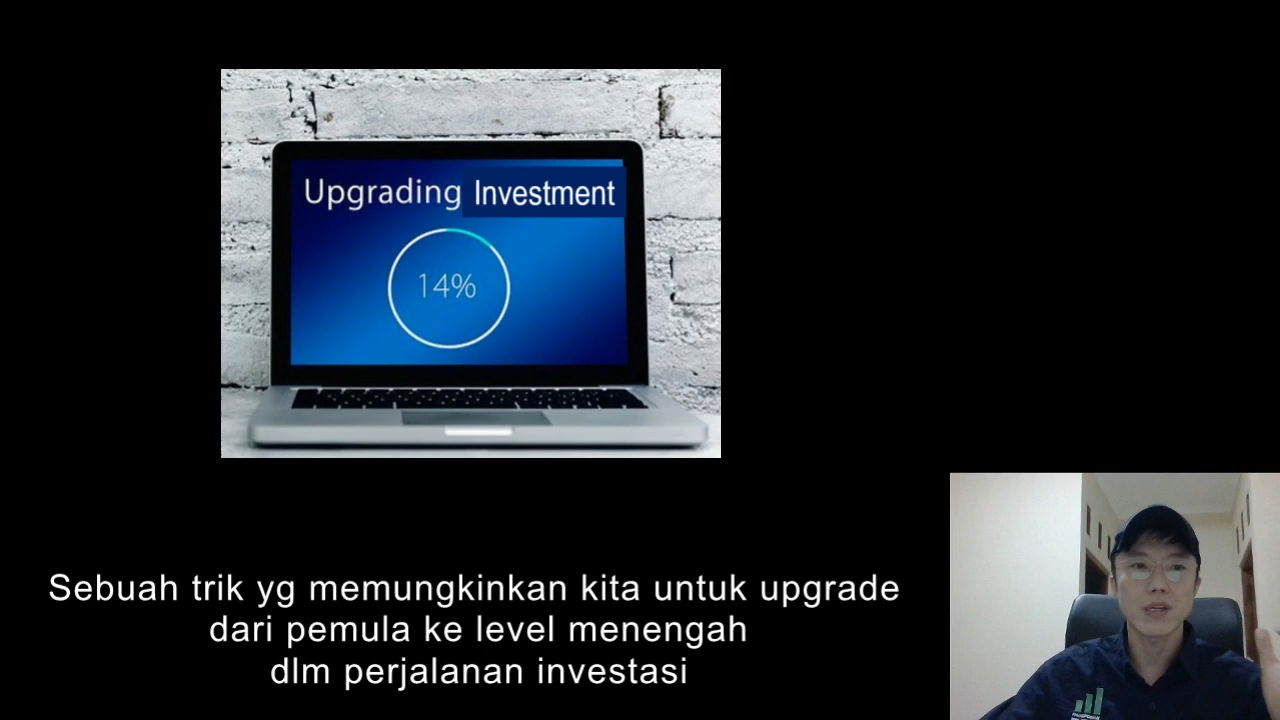 Upgrading Investment
14%
Sebuah trik yg memungkinkan kita untuk upgrade
dari pemula ke level menengah
dlm perjalanan investasi